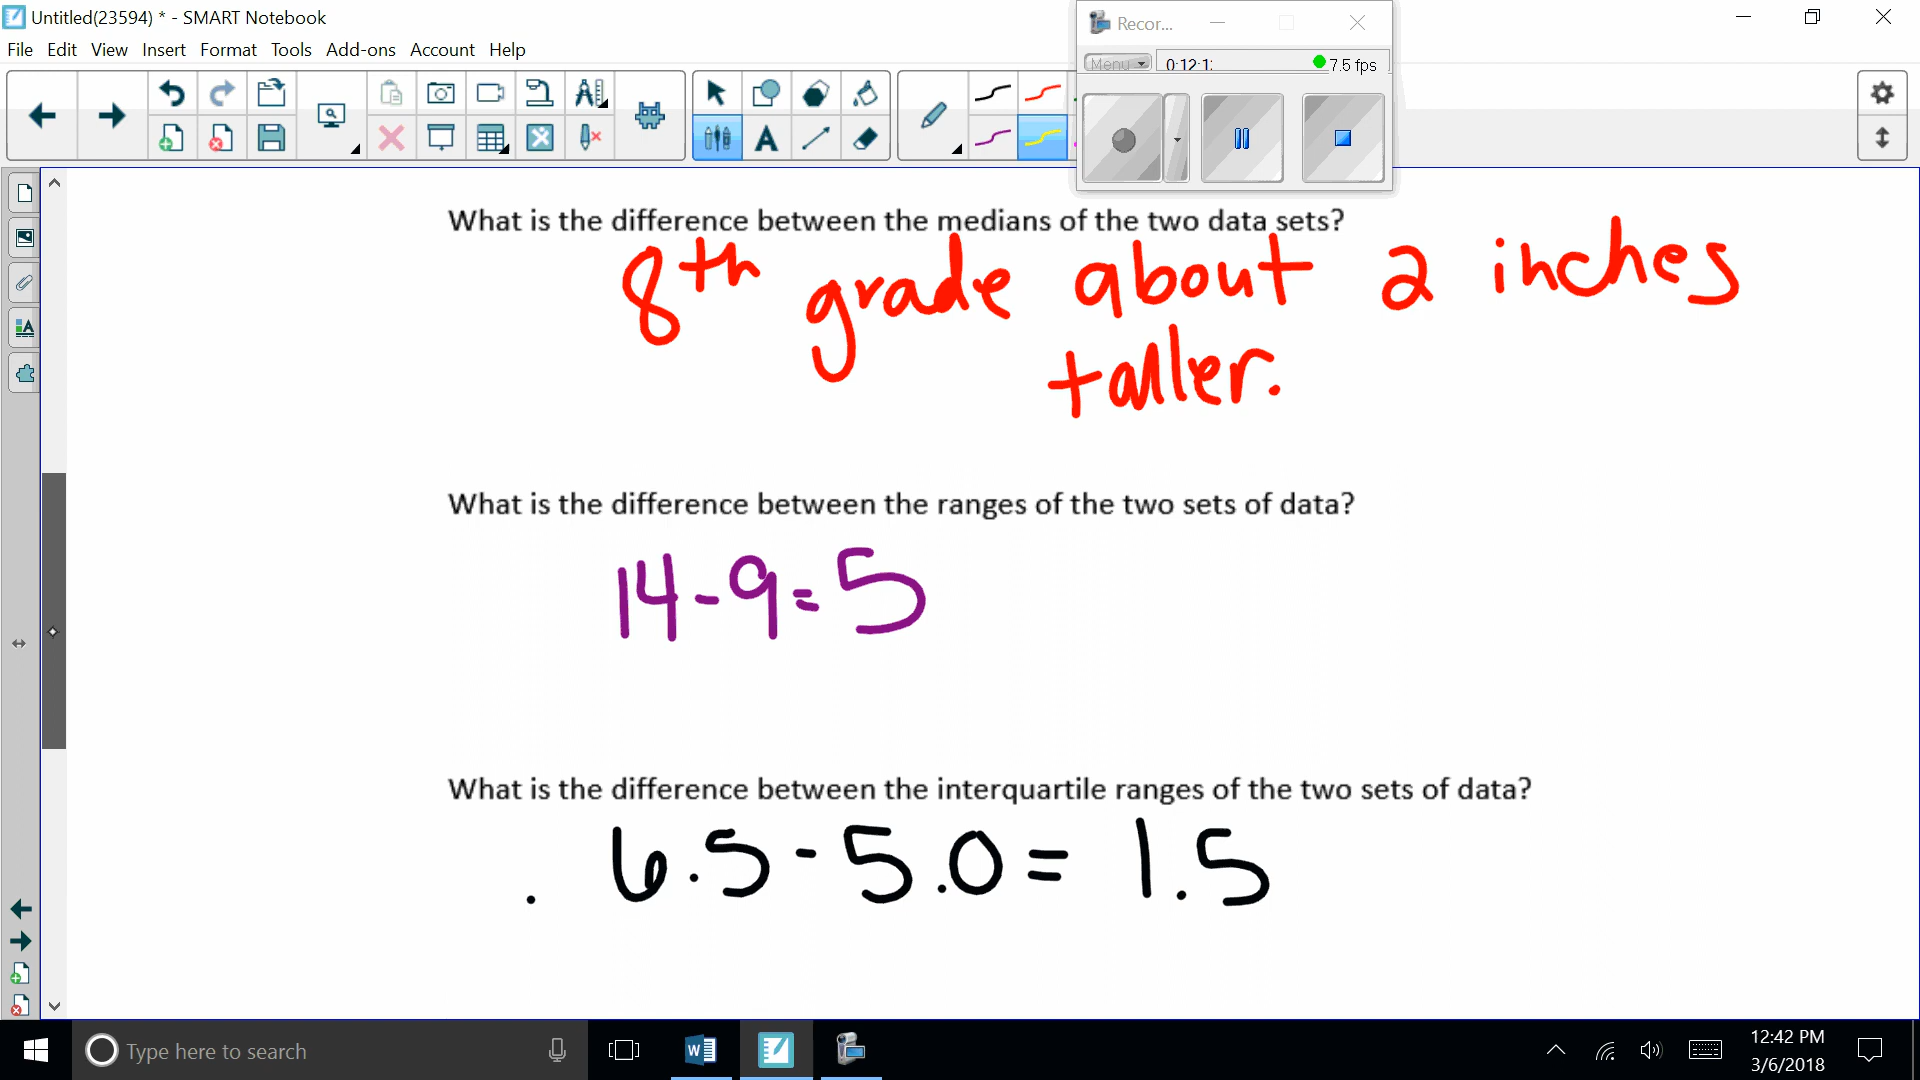 Untitled(23594) * - SMART Notebook
Recor...
File Edit View Insert Format Tools Add-ons Account Help
Menu
7.5 fps
A
What is the difference between the medians of the two data sets?
8th grade about 2 inches
taller.
What is the difference between the ranges of the two sets of data?
14-9=5
What is the difference between the interquartile ranges of the two sets of data?
. 6.5-5.0= 1.5
Type here to search
12:42 PM
3/6/2018